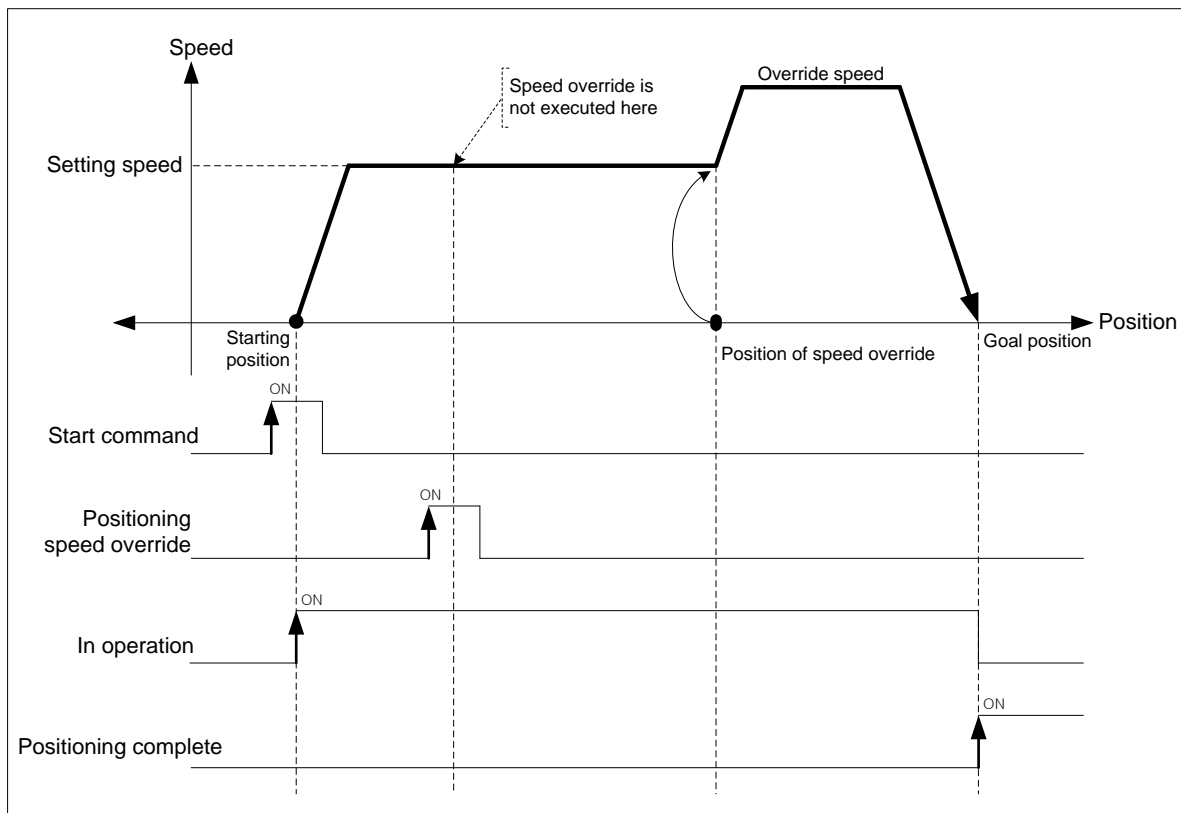 Speed
Speed override is
not executed here
Override speed
Setting speed
Position
Starting
position
Position of speed override
Goal position
ON
Start command
ON
Positioning
speed override
ON
In operation
ON
Positioning complete